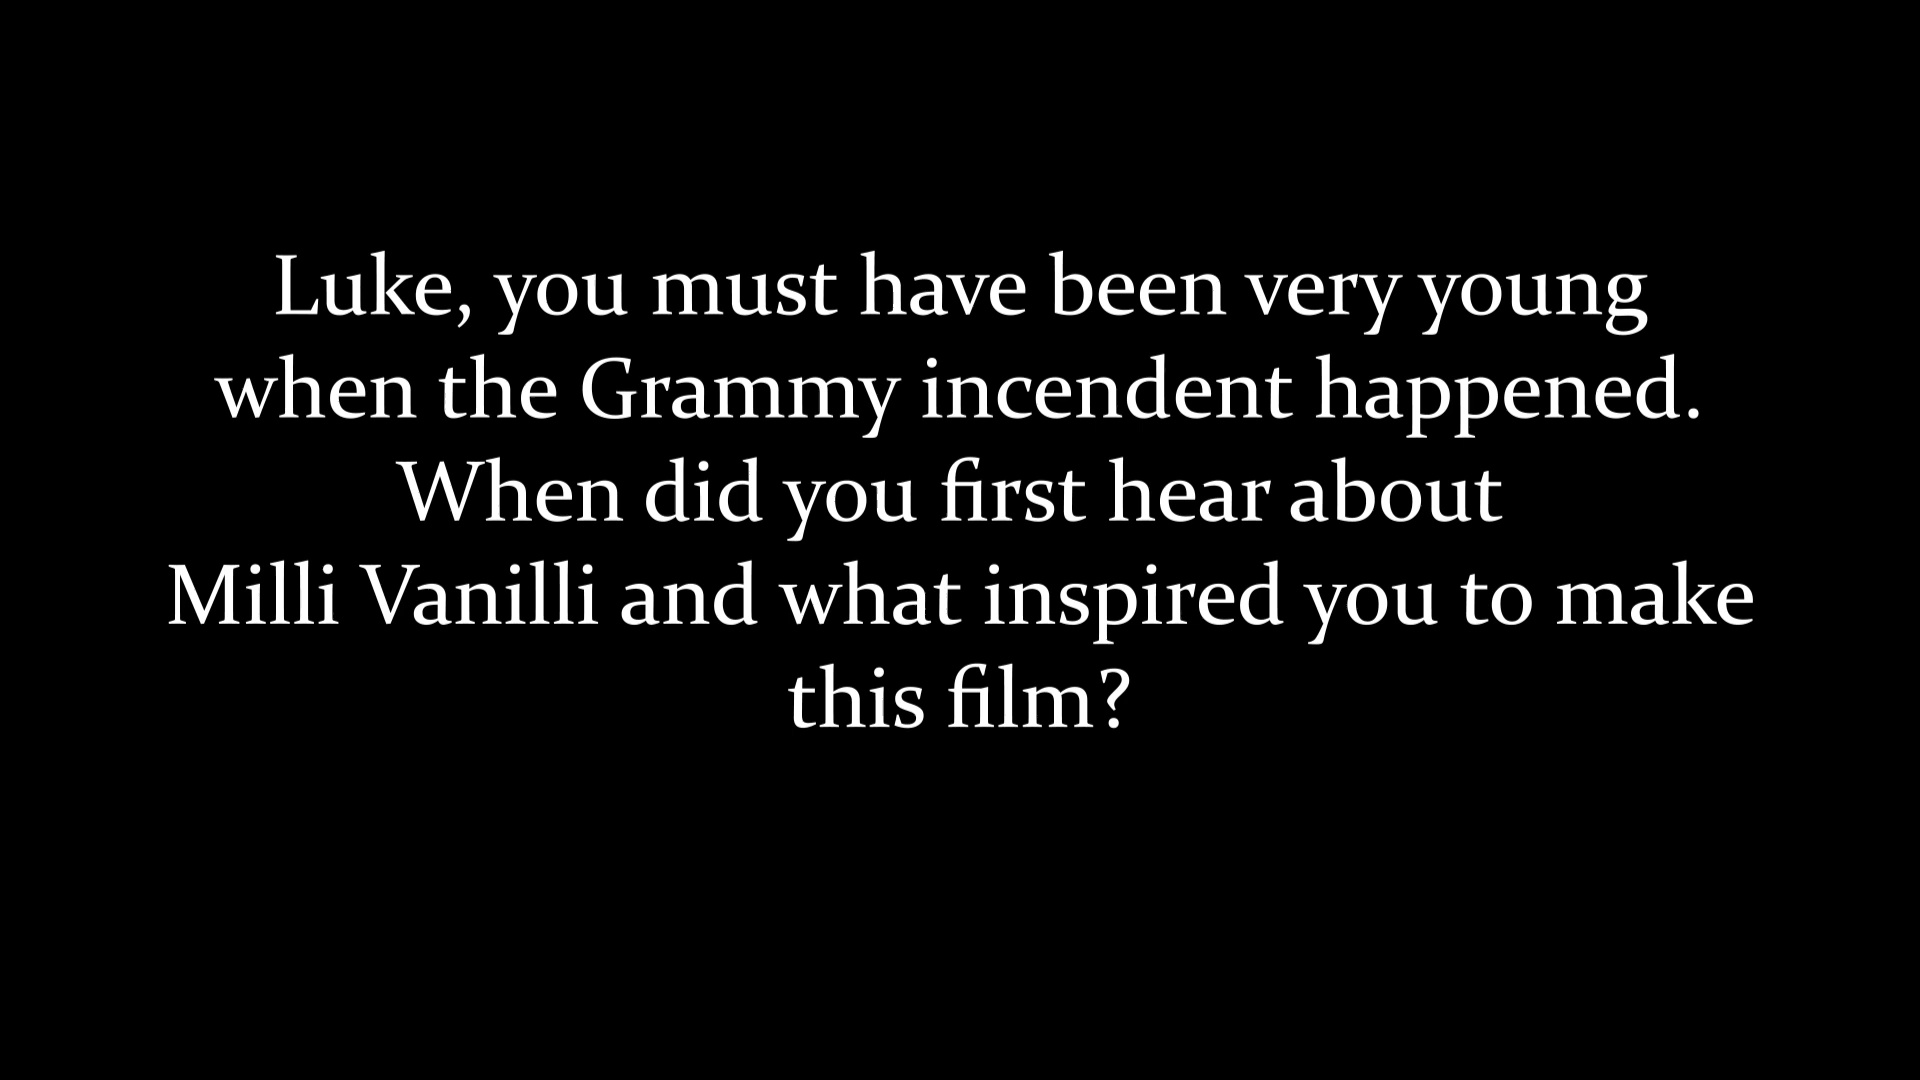 Luke, you must have been very young
when the Grammy incendent happened.
When did you first hear about
Milli Vanilli and what inspired you to make
this film?